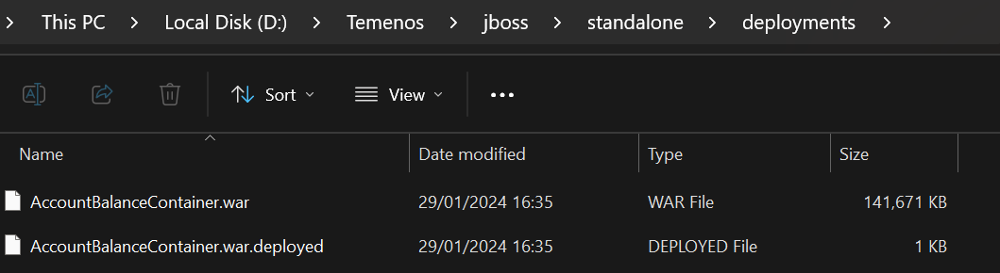 > This PC > Local Disk (D:) > Temenos > jboss > standalone > deployments >
Sort View ...
Name Date modified Type Size
AccountBalanceContainer.war 29/01/2024 16:35 WAR File 141,671 KB
AccountBalanceContainer.war.deployed 29/01/2024 16:35 DEPLOYED File 1 KB